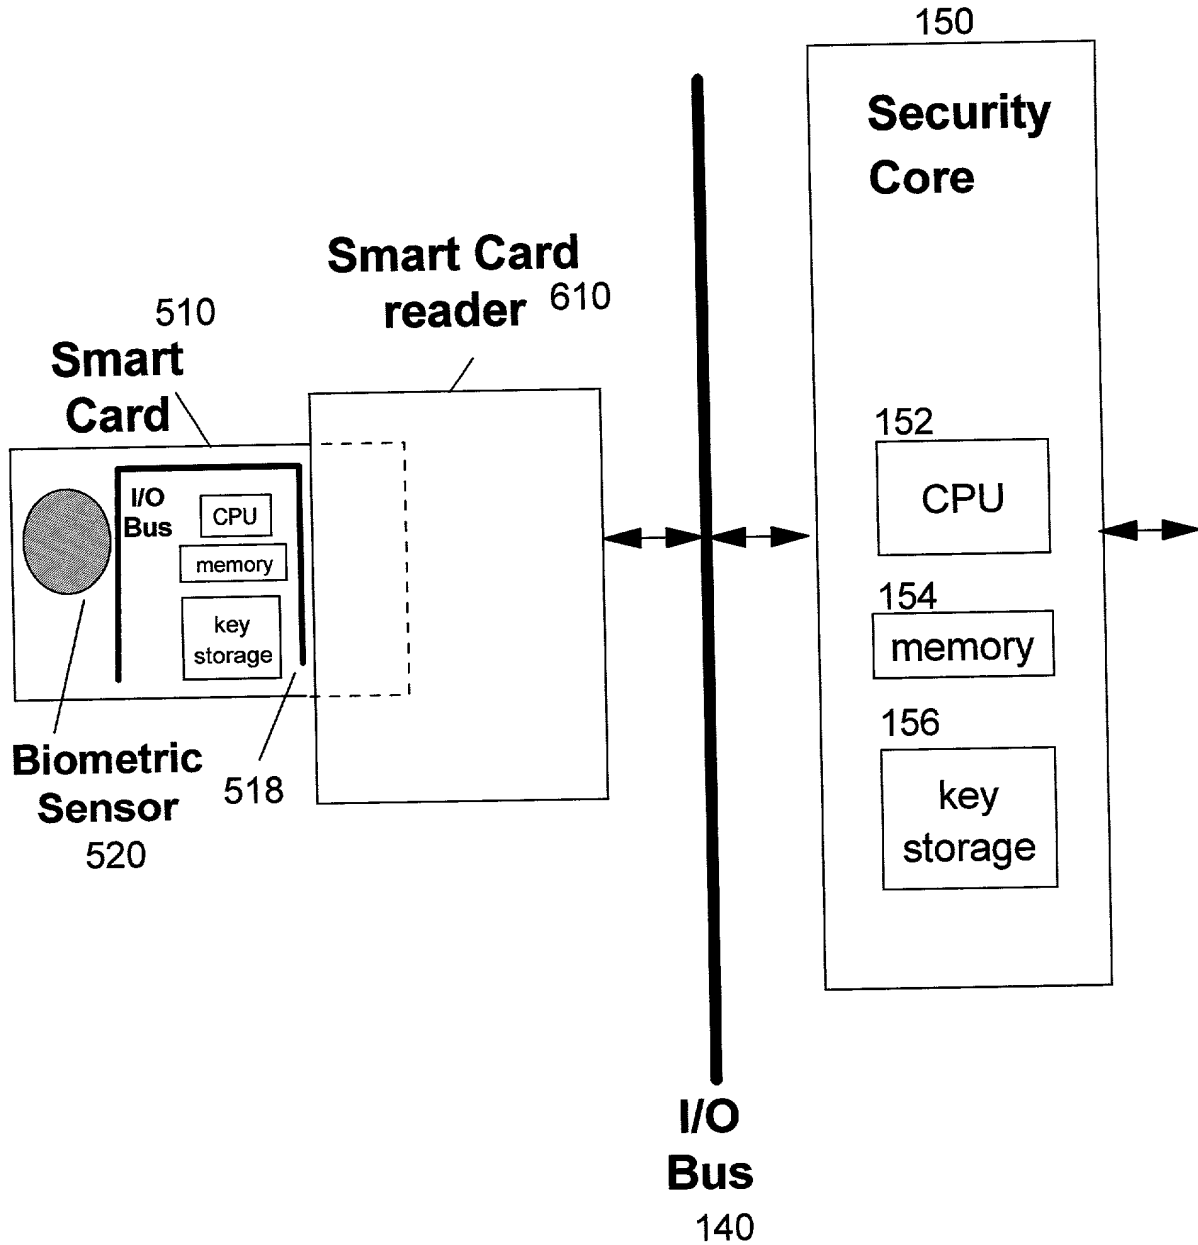 150
Security
Core
Smart Card
reader 610
510
Smart
Card
I/O
Bus
CPU
memory
key
storage
Biometric
Sensor
520
518
152
CPU
154
memory
156
key
storage
I/O
Bus
140